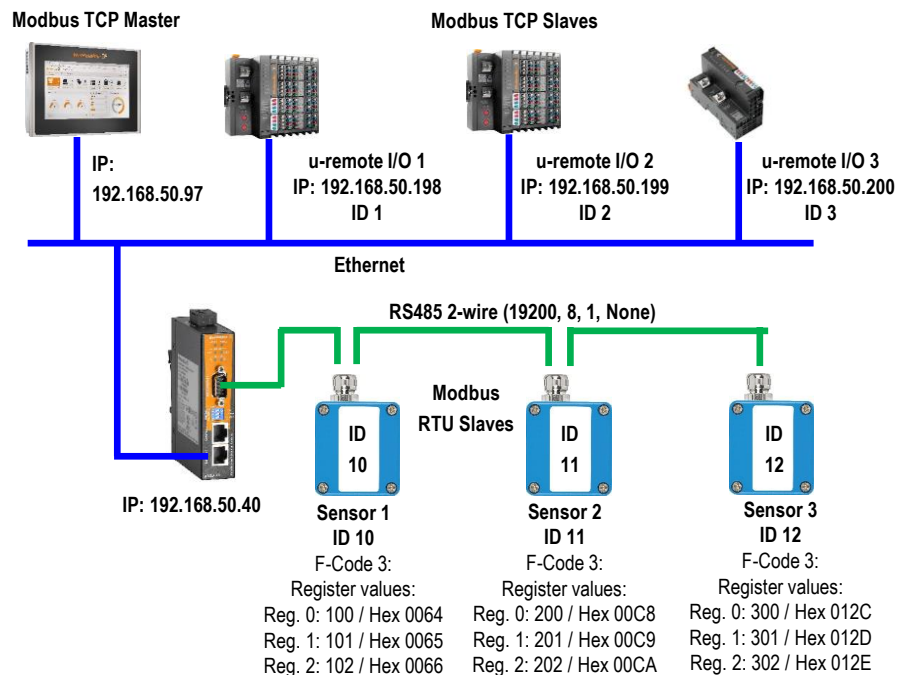 Modbus TCP Master
Modbus TCP Slaves
IP:
192.168.50.97
u-remote I/O 1
IP: 192.168.50.198
ID 1
u-remote I/O 2
IP: 192.168.50.199
ID 2
u-remote I/O 3
IP: 192.168.50.200
ID 3
Ethernet
RS485 2-wire (19200, 8, 1, None)
Modbus
RTU Slaves
ID
10
ID
11
ID
12
IP: 192.168.50.40
Sensor 1
ID 10
F-Code 3:
Register values:
Reg. 0: 100 / Hex 0064
Reg. 1: 101 / Hex 0065
Reg. 2: 102 / Hex 0066
Sensor 2
ID 11
F-Code 3:
Register values:
Reg. 0: 200 / Hex 00C8
Reg. 1: 201 / Hex 00C9
Reg. 2: 202 / Hex 00CA
Sensor 3
ID 12
F-Code 3:
Register values:
Reg. 0: 300 / Hex 012C
Reg. 1: 301 / Hex 012D
Reg. 2: 302 / Hex 012E